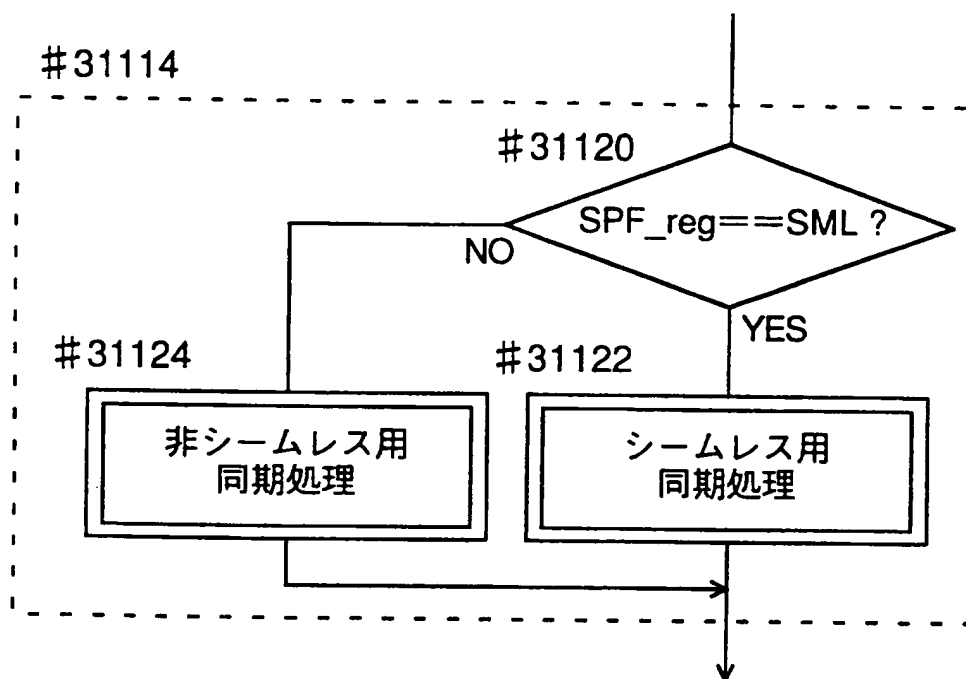 #31114
#31120
SPF_reg==SML ?
NO
YES
#31124
#31122
非シームレス用
同期処理
シームレス用
同期処理